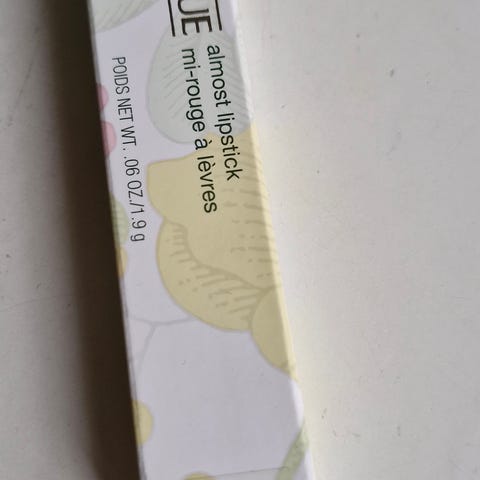 UE
almost lipstick
mi-rouge à lèvres
POIDS NET WT. .06 OZ./1.9 g